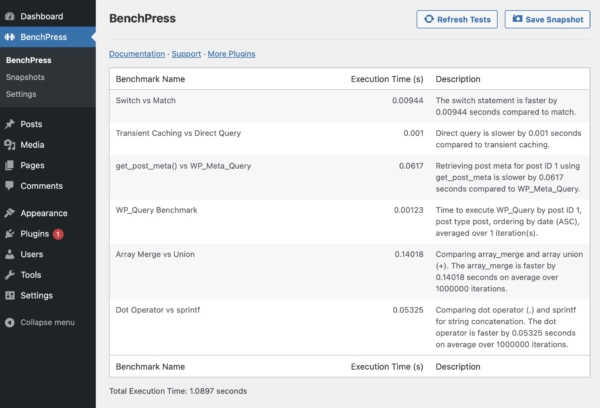 Dashboard
BenchPress
BenchPress
Snapshots
Settings
Posts
Media
Pages
Comments
Appearance
Plugins 1
Users
Tools
Settings
Collapse menu
BenchPress
Refresh Tests
Save Snapshot
Documentation · Support · More Plugins
Benchmark Name Execution Time (s) Description
Switch vs Match 0.00944 The switch statement is faster by
0.00944 seconds compared to match.
Transient Caching vs Direct Query 0.001 Direct query is slower by 0.001 seconds
compared to transient caching.
get_post_meta() vs WP_Meta_Query 0.0617 Retrieving post meta for post ID 1 using
get_post_meta is slower by 0.0617
seconds compared to WP_Meta_Query.
WP_Query Benchmark 0.00123 Time to execute WP_Query by post ID 1,
post type post, ordering by date (ASC),
averaged over 1 iteration(s).
Array Merge vs Union 0.14018 Comparing array_merge and array union
(+). The array_merge is faster by
0.14018 seconds on average over
1000000 iterations.
Dot Operator vs sprintf 0.05325 Comparing dot operator (.) and sprintf
for string concatenation. The dot
operator is faster by 0.05325 seconds
on average over 1000000 iterations.
Benchmark Name Execution Time (s) Description
Total Execution Time: 1.0897 seconds